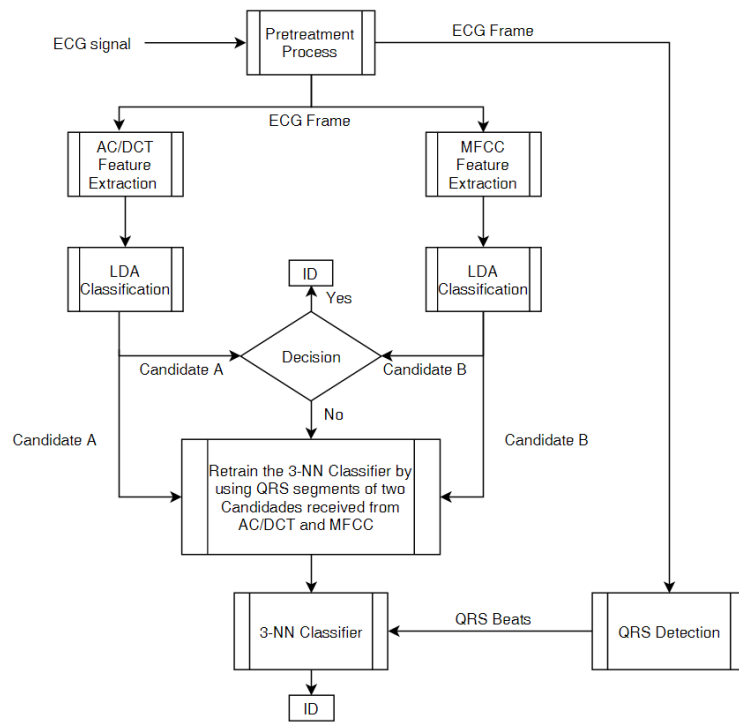 ECG signal
Pretreatment
Process
ECG Frame
ECG Frame
AC/DCT
Feature
Extraction
MFCC
Feature
Extraction
LDA
Classification
ID
LDA
Classification
Yes
Decision
Candidate A
Candidate B
No
Candidate A
Candidate B
Retrain the 3-NN Classifier by
using QRS segments of two
Candidades received from
AC/DCT and MFCC
3-NN Classifier
QRS Beats
QRS Detection
ID